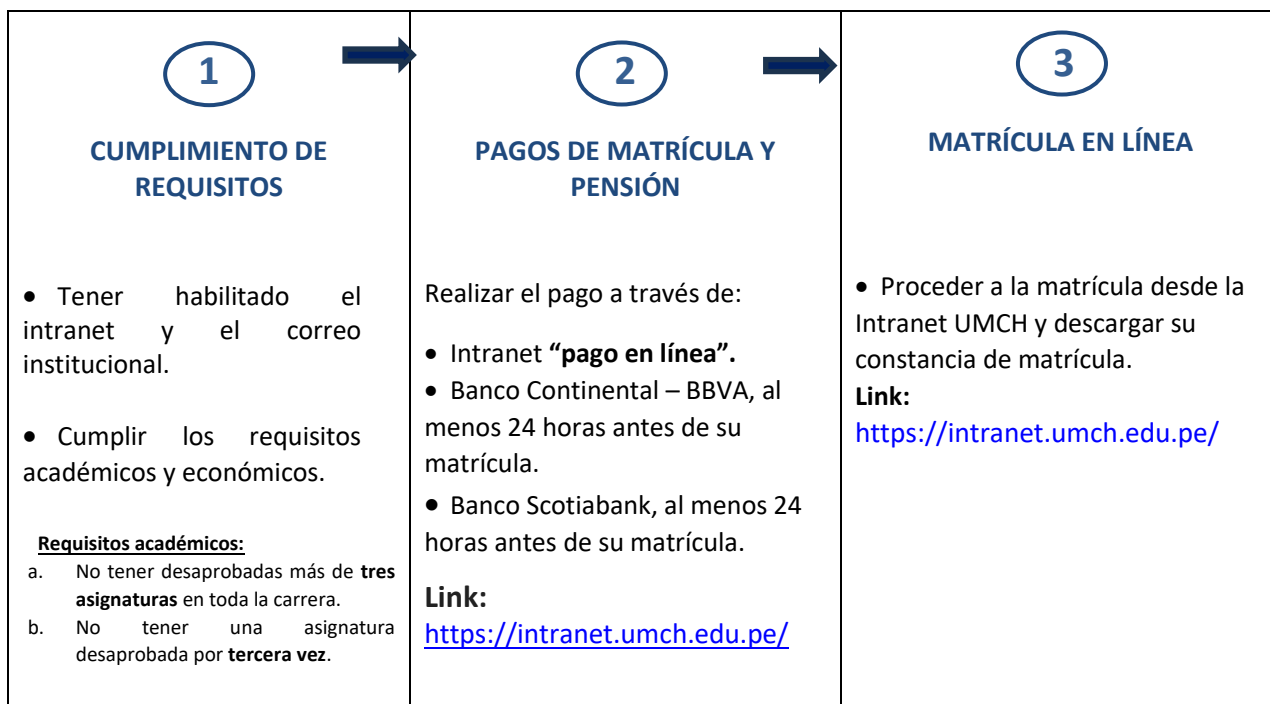 1
CUMPLIMIENTO DE
REQUISITOS
• Tener habilitado el
intranet y el correo
institucional.
• Cumplir los requisitos
académicos y económicos.
Requisitos académicos:
a. No tener desaprobadas más de tres
asignaturas en toda la carrera.
b. No tener una asignatura
desaprobada por tercera vez.
2
PAGOS DE MATRÍCULA Y
PENSIÓN
Realizar el pago a través de:
• Intranet “pago en línea”.
• Banco Continental – BBVA, al
menos 24 horas antes de su
matrícula.
• Banco Scotiabank, al menos 24
horas antes de su matrícula.
Link:
https://intranet.umch.edu.pe/
3
MATRÍCULA EN LÍNEA
• Proceder a la matrícula desde la
Intranet UMCH y descargar su
constancia de matrícula.
Link:
https://intranet.umch.edu.pe/